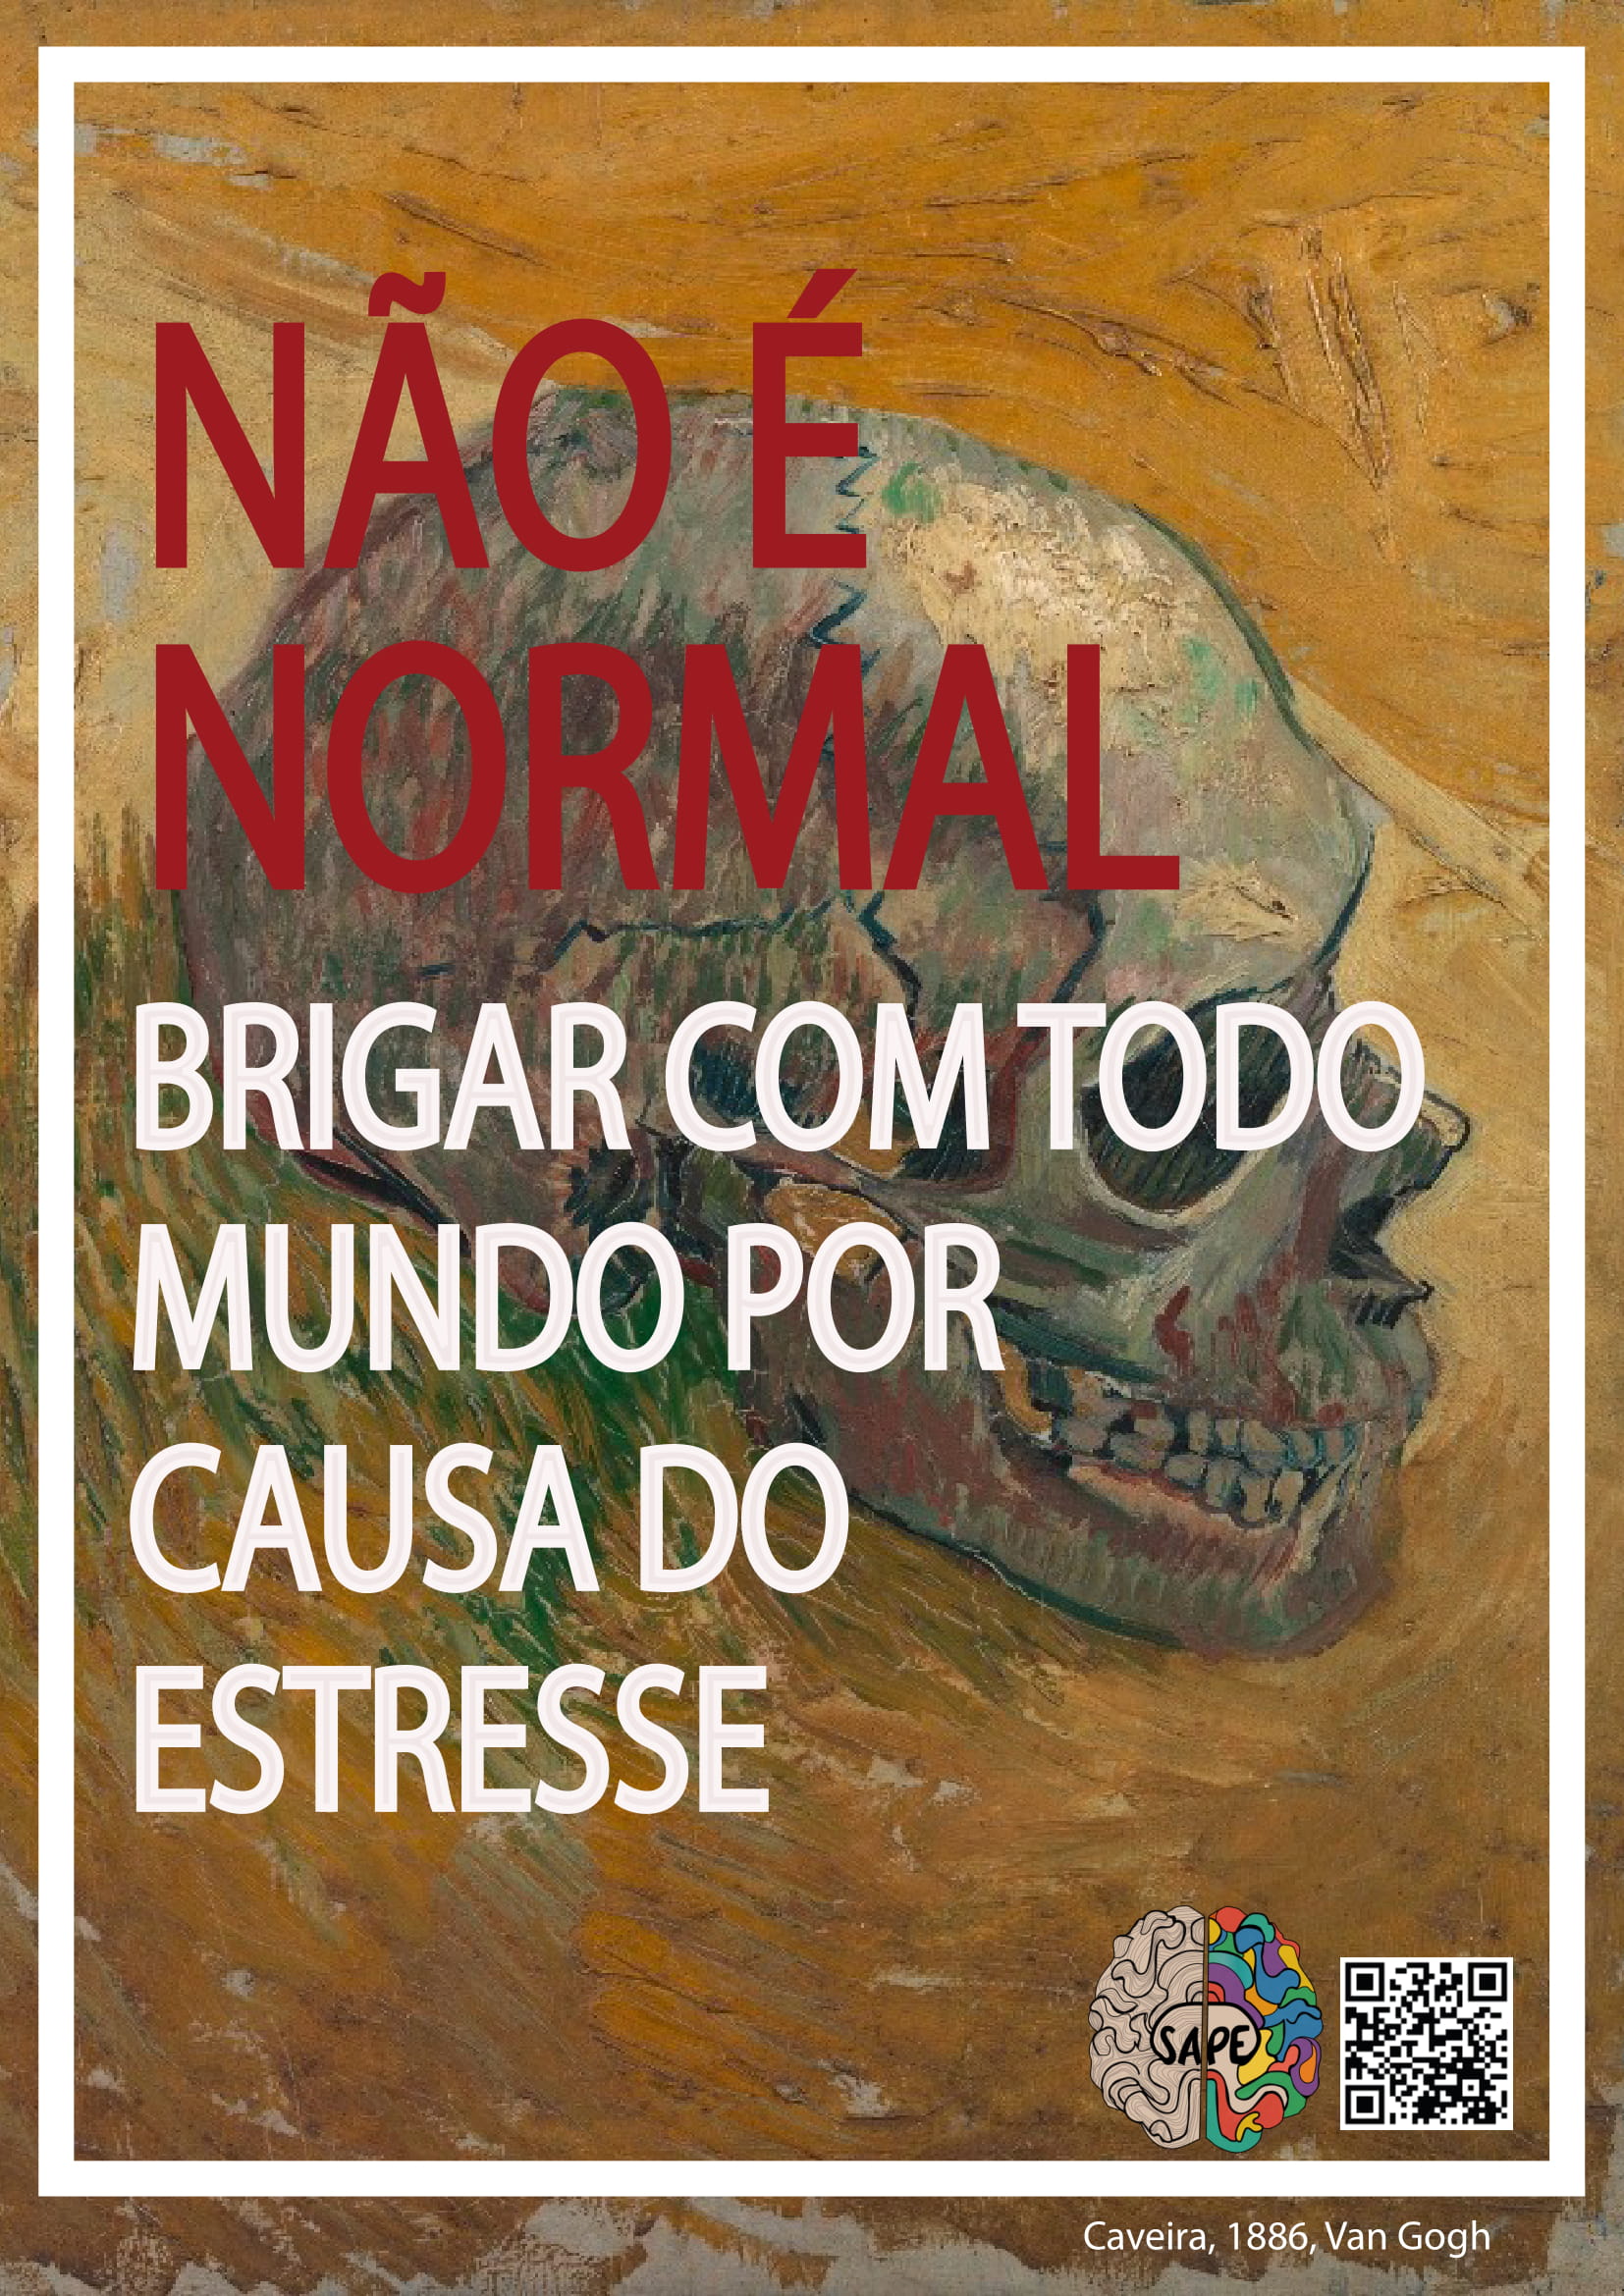 NÃO É
NORMAL
BRIGAR COM TODO
MUNDO POR
CAUSA DO
ESTRESSE
SAPE
Caveira, 1886, Van Gogh